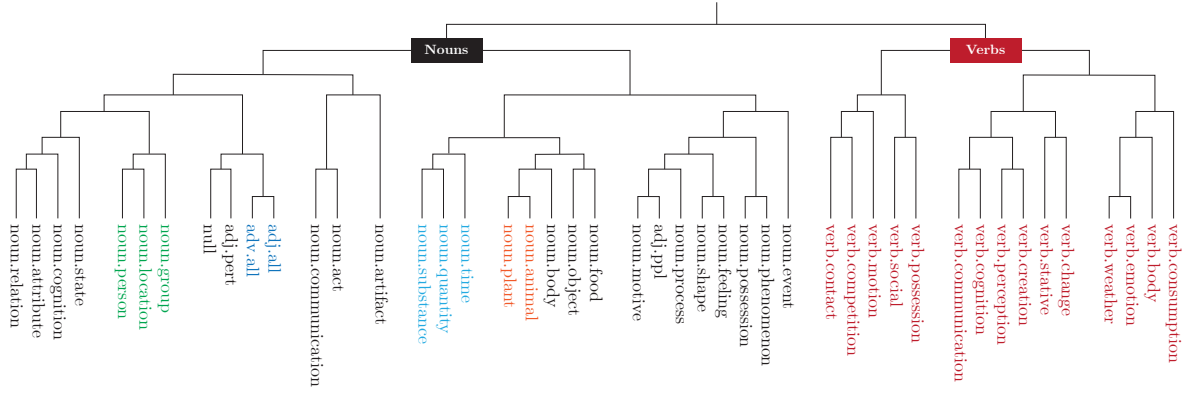 Nouns
Verbs
noun.relation
noun.attribute
noun.cognition
noun.state
noun.person
noun.location
noun.group
null
adj.pert
adv.all
adj.all
noun.communication
noun.act
noun.artifact
noun.substance
noun.quantity
noun.time
noun.plant
noun.animal
noun.body
noun.object
noun.food
noun.motive
adj.ppl
noun.process
noun.shape
noun.feeling
noun.possession
noun.phenomenon
noun.event
verb.contact
verb.competition
verb.motion
verb.social
verb.possession
verb.communication
verb.cognition
verb.perception
verb.creation
verb.stative
verb.change
verb.weather
verb.emotion
verb.body
verb.consumption